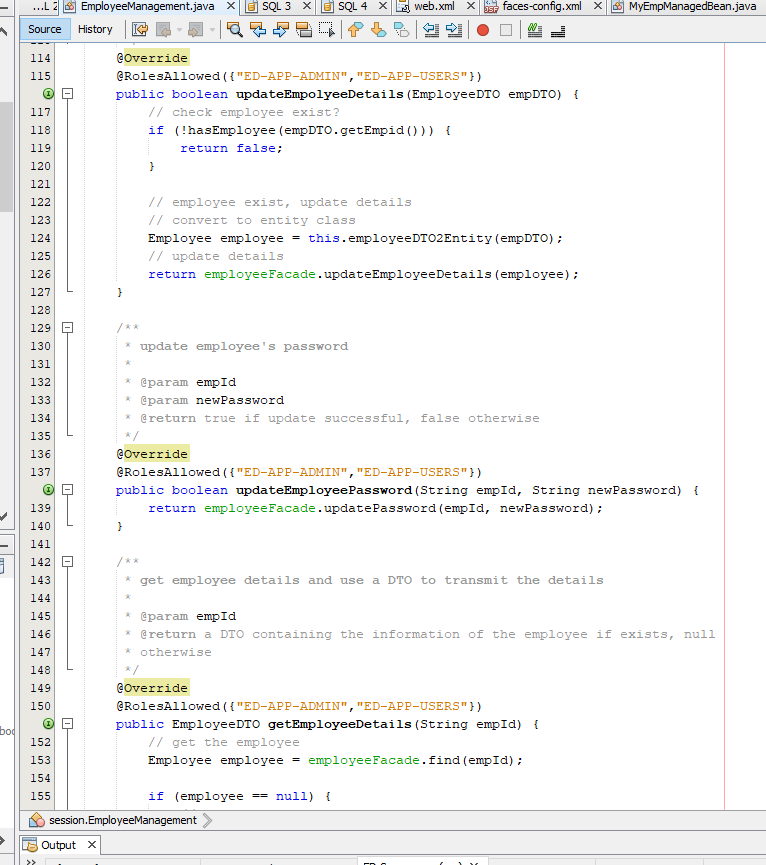 ...L 2 EmployeeManagement.java SQL 3 SQL 4 web.xml faces-config.xml MyEmpManagedBean.java
Source History
114 @Override
115 @RolesAllowed({"ED-APP-ADMIN","ED-APP-USERS"})
public boolean updateEmpolyeeDetails(EmployeeDTO empDTO) {
117 // check employee exist?
118 if (!hasEmployee(empDTO.getEmpid())) {
119 return false;
120 }
121
122 // employee exist, update details
123 // convert to entity class
124 Employee employee = this.employeeDTO2Entity(empDTO);
125 // update details
126 return employeeFacade.updateEmployeeDetails(employee);
127 }
128
129 /**
130 * update employee's password
131 *
132 * @param empId
133 * @param newPassword
134 * @return true if update successful, false otherwise
135 */
136 @Override
137 @RolesAllowed({"ED-APP-ADMIN","ED-APP-USERS"})
public boolean updateEmployeePassword(String empId, String newPassword) {
139 return employeeFacade.updatePassword(empId, newPassword);
140 }
141
142 /**
143 * get employee details and use a DTO to transmit the details
144 *
145 * @param empId
146 * @return a DTO containing the information of the employee if exists, null
147 * otherwise
148 */
149 @Override
150 @RolesAllowed({"ED-APP-ADMIN","ED-APP-USERS"})
public EmployeeDTO getEmployeeDetails(String empId) {
152 // get the employee
153 Employee employee = employeeFacade.find(empId);
154
155 if (employee == null) {
session.EmployeeManagement
Output